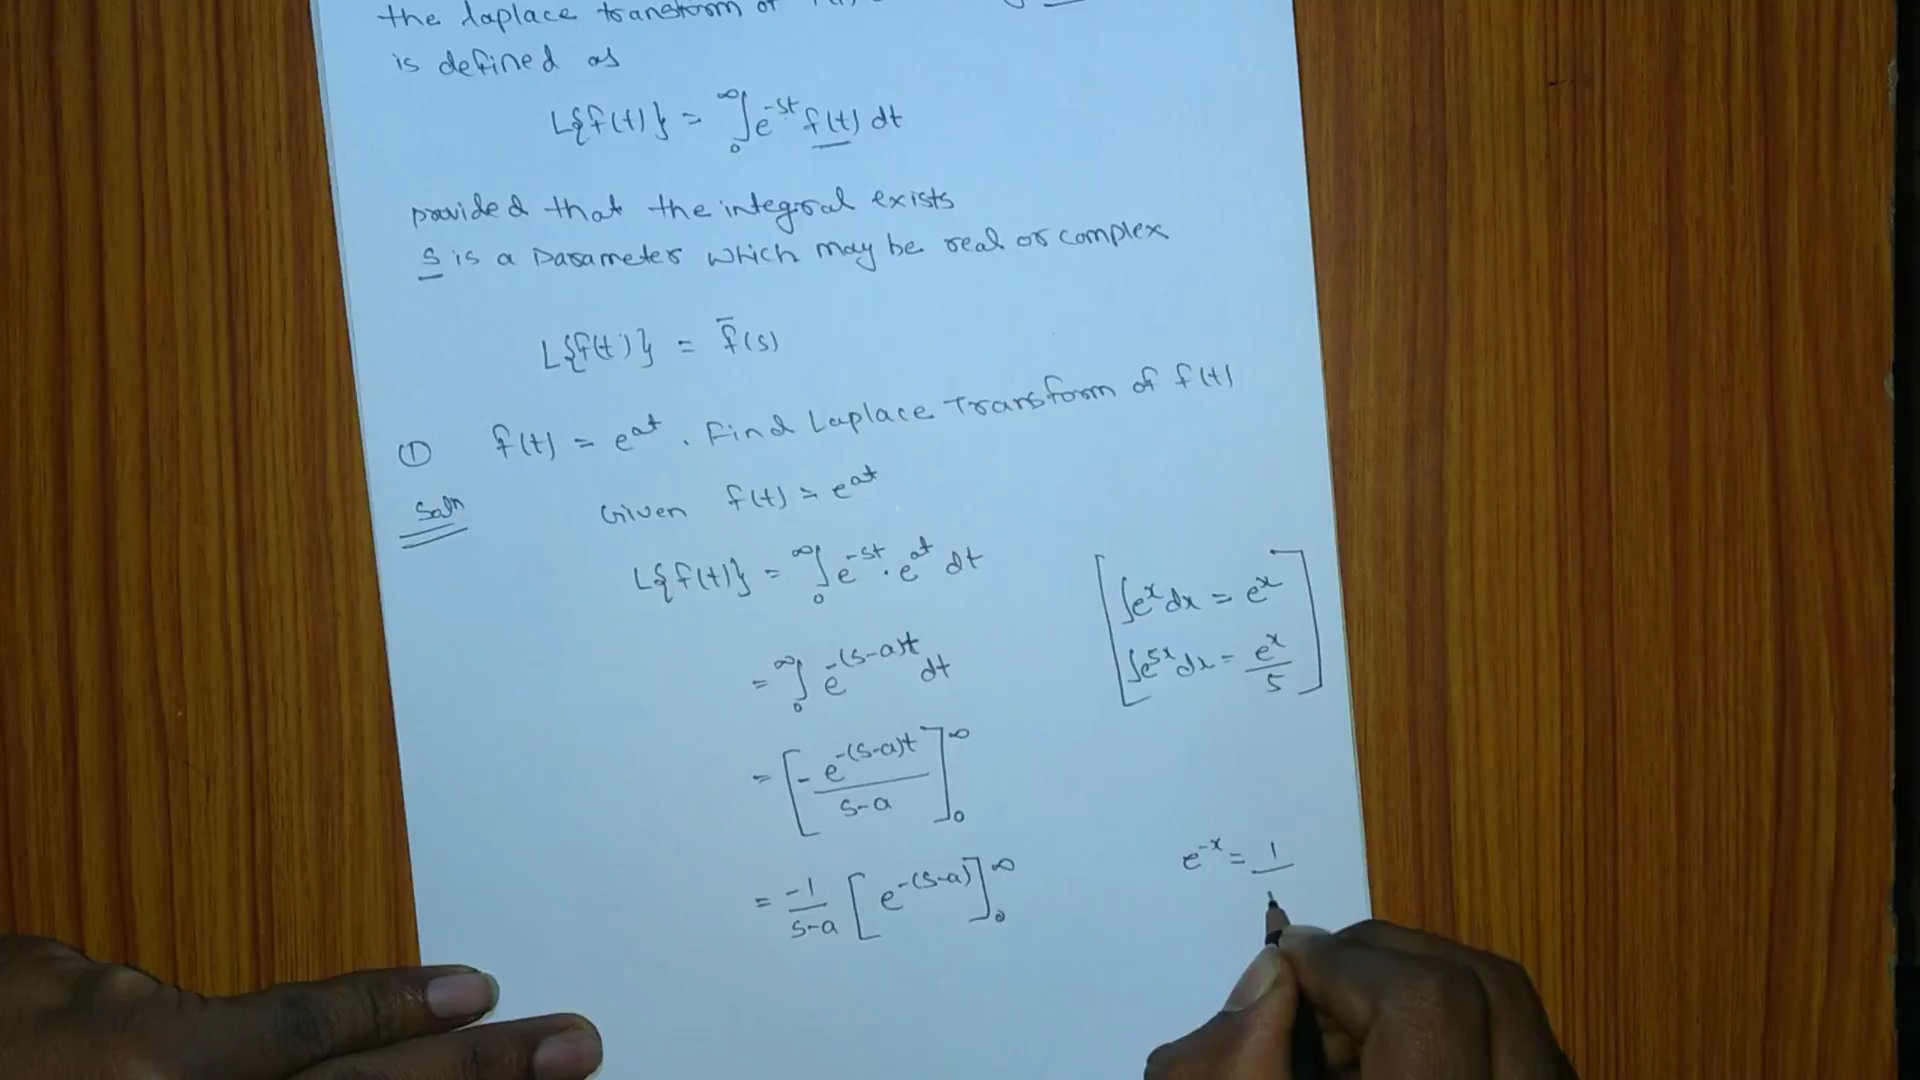 the Laplace transform of
is defined as
L{f(t)} = ∞∫0 e^-st f(t) dt
provided that the integral exists
s is a parameter which may be real or complex
L{f(t)} = f̄(s)
① f(t) = e^at . Find Laplace Transform of f(t)
Soln Given f(t) = e^at
L{f(t)} = ∞∫0 e^-st . e^at dt
= ∞∫0 e^-(s-a)t dt
[∫e^x dx = e^x
∫e^5x dx = e^x/5]
= [- e^-(s-a)t / s-a]∞0
= -1/s-a [e^-(s-a)]∞0
e^-x = 1/